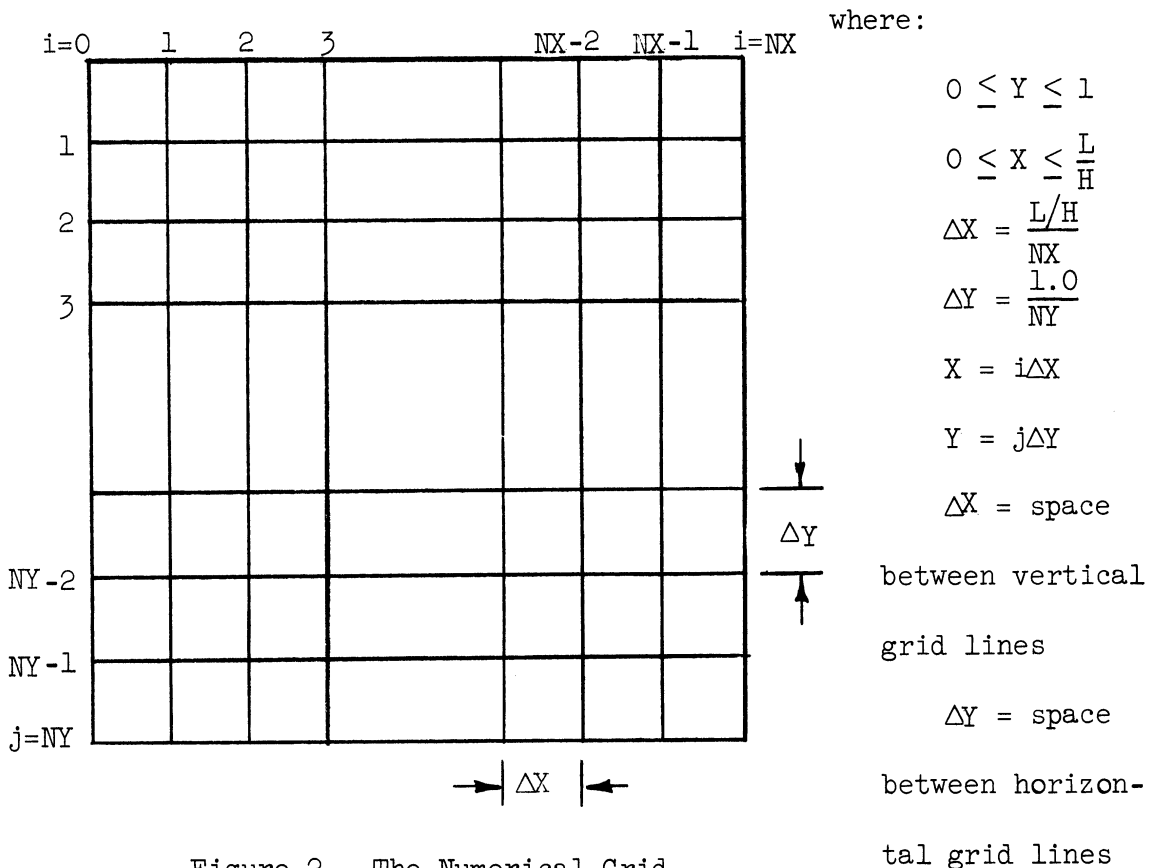 where:
i=0 1 2 3 NX-2 NX-1 i=NX
1
2
3
NY-2
NY-1
j=NY
ΔY
ΔX
0 ≤ Y ≤ 1
0 ≤ X ≤ L/H
ΔX = L/H / NX
ΔY = 1.0 / NY
X = iΔX
Y = jΔY
ΔX = space
between vertical
grid lines
ΔY = space
between horizon-
tal grid lines
Figure 2. The Numerical Grid